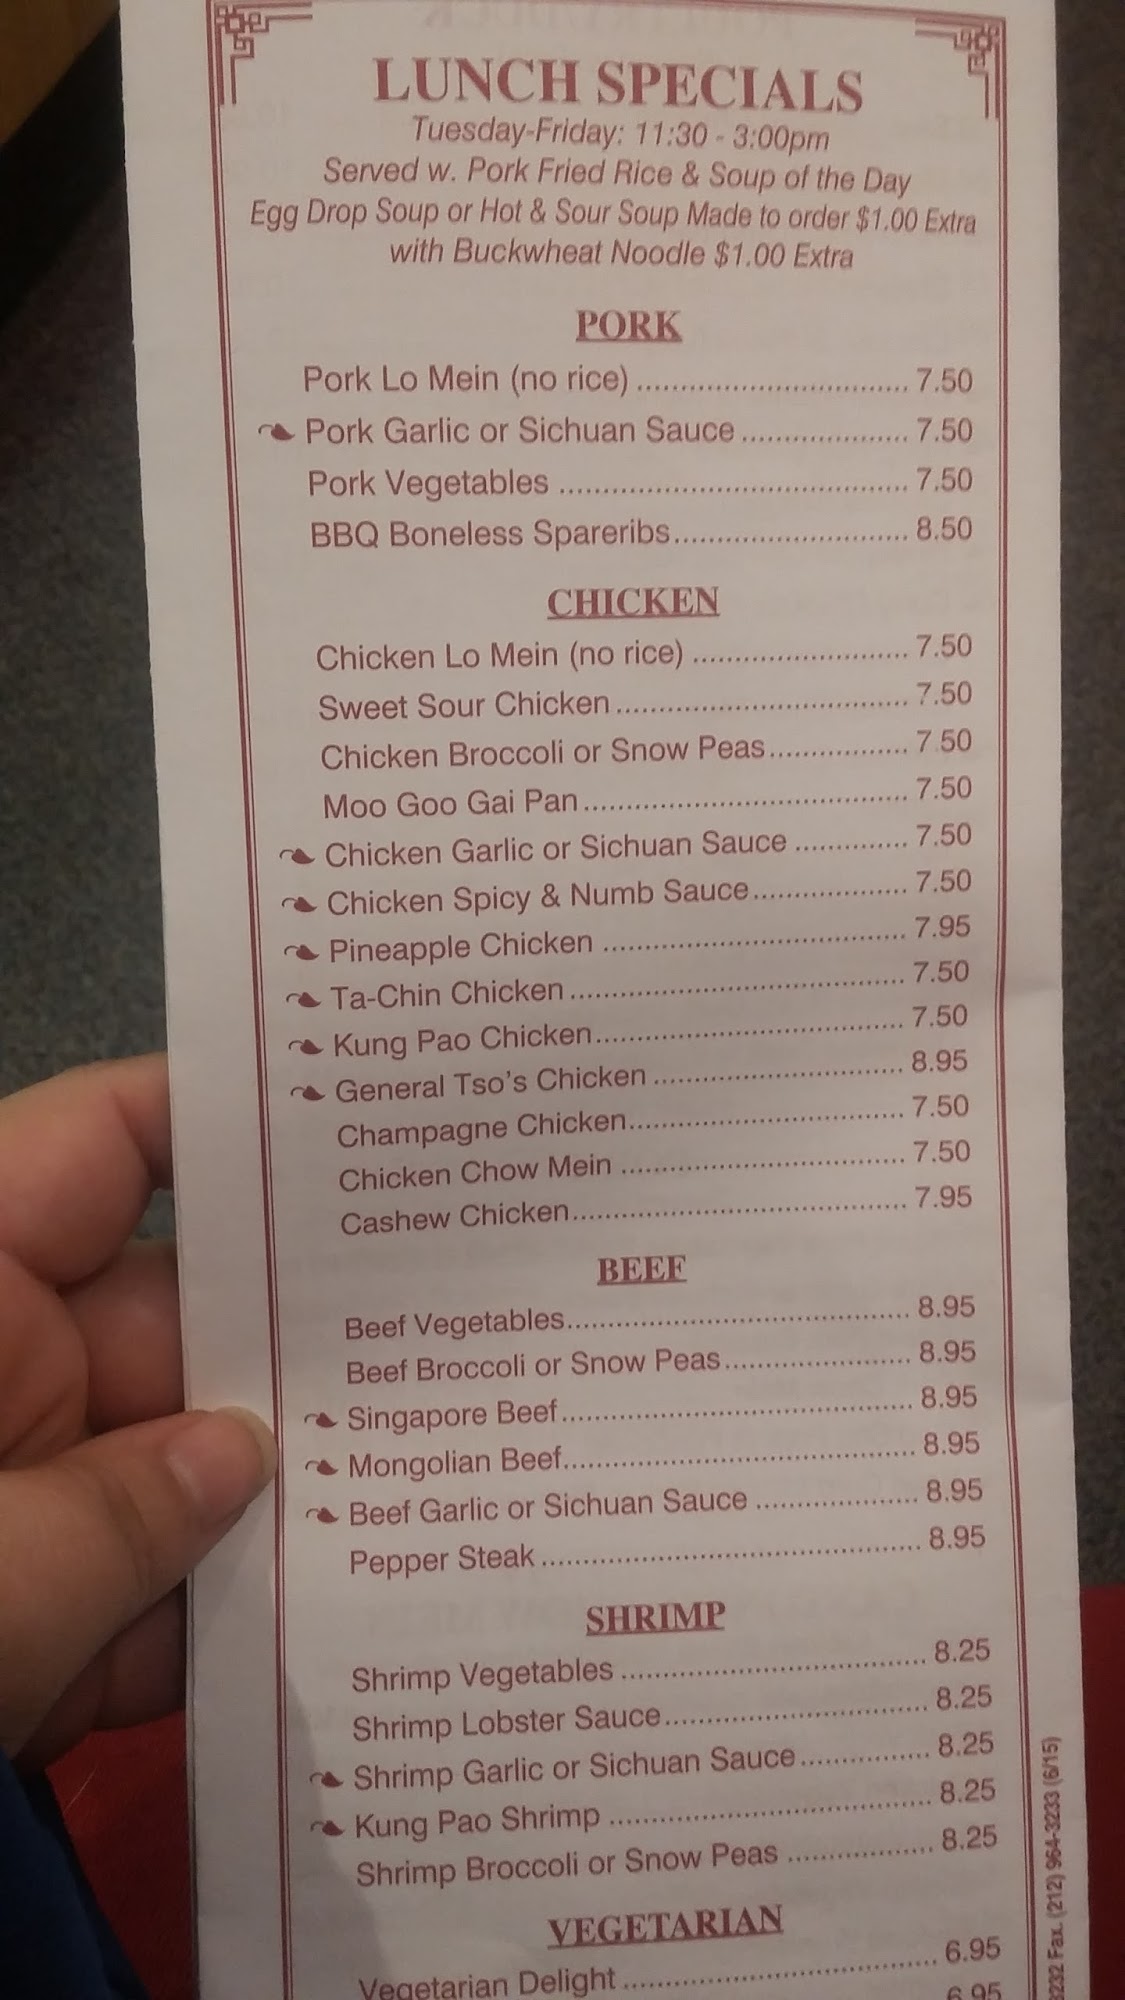 LUNCH SPECIALS
Tuesday-Friday: 11:30 - 3:00pm
Served w. Pork Fried Rice & Soup of the Day
Egg Drop Soup or Hot & Sour Soup Made to order $1.00 Extra
with Buckwheat Noodle $1.00 Extra
PORK
Pork Lo Mein (no rice) 7.50
Pork Garlic or Sichuan Sauce 7.50
Pork Vegetables 7.50
BBQ Boneless Spareribs 8.50
CHICKEN
Chicken Lo Mein (no rice) 7.50
Sweet Sour Chicken 7.50
Chicken Broccoli or Snow Peas 7.50
Moo Goo Gai Pan 7.50
Chicken Garlic or Sichuan Sauce 7.50
Chicken Spicy & Numb Sauce 7.50
Pineapple Chicken 7.95
Ta-Chin Chicken 7.50
Kung Pao Chicken 7.50
General Tso's Chicken 8.95
Champagne Chicken 7.50
Chicken Chow Mein 7.50
Cashew Chicken 7.95
BEEF
Beef Vegetables 8.95
Beef Broccoli or Snow Peas 8.95
Singapore Beef 8.95
Mongolian Beef 8.95
Beef Garlic or Sichuan Sauce 8.95
Pepper Steak 8.95
SHRIMP
Shrimp Vegetables 8.25
Shrimp Lobster Sauce 8.25
Shrimp Garlic or Sichuan Sauce 8.25
Kung Pao Shrimp 8.25
Shrimp Broccoli or Snow Peas 8.25
VEGETARIAN
Vegetarian Delight 6.95
6.95
3232 Fax. (212) 964-3233 (6/15)